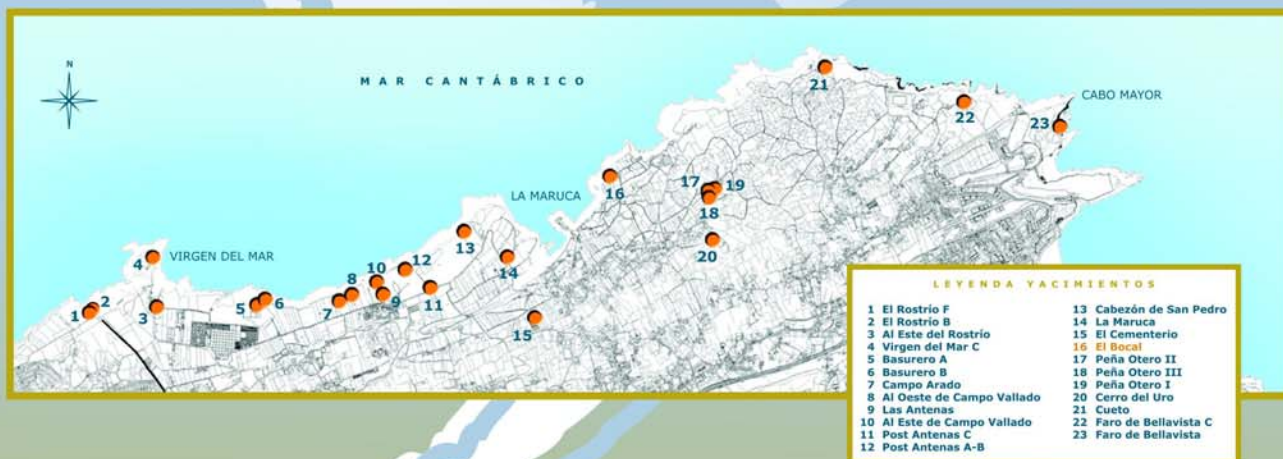 N
MAR CANTÁBRICO
CABO MAYOR
21
22
23
LA MARUCA
16
17
19
18
20
13
14
12
10
11
9
8
7
15
4
VIRGEN DEL MAR
5
6
3
2
1
LEYENDA YACIMIENTOS
1 El Rostrío F
2 El Rostrío B
3 Al Este del Rostrío
4 Virgen del Mar C
5 Basurero A
6 Basurero B
7 Campo Arado
8 Al Oeste de Campo Vallado
9 Las Antenas
10 Al Este de Campo Vallado
11 Post Antenas C
12 Post Antenas A-B
13 Cabezón de San Pedro
14 La Maruca
15 El Cementerio
16 El Bocal
17 Peña Otero II
18 Peña Otero III
19 Peña Otero I
20 Cerro del Uro
21 Cueto
22 Faro de Bellavista C
23 Faro de Bellavista